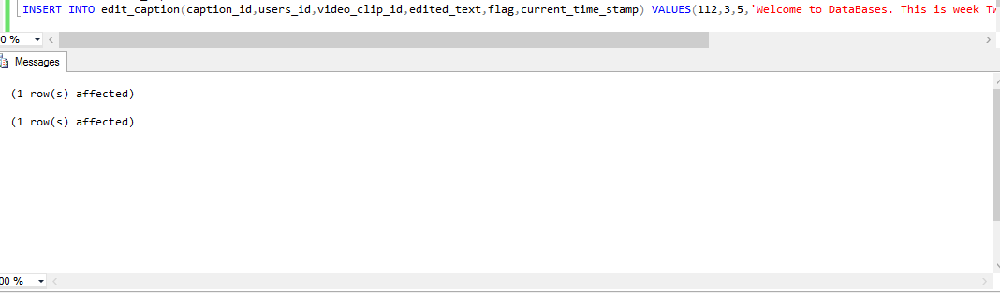 INSERT INTO edit_caption(caption_id,users_id,video_clip_id,edited_text,flag,current_time_stamp) VALUES(112,3,5,'Welcome to DataBases. This is week Tw
0 %
Messages
(1 row(s) affected)
(1 row(s) affected)
00 %